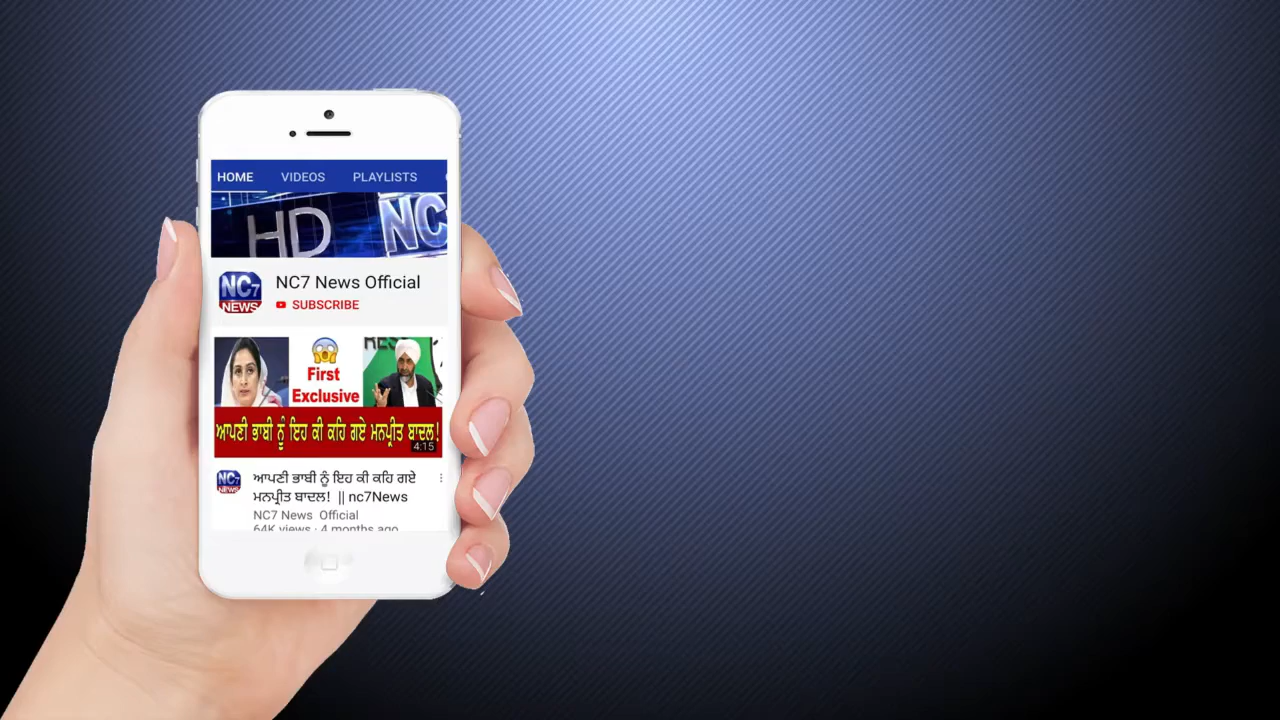 HOME VIDEOS PLAYLISTS
HD NC
NC7 NEWS
NC7 News Official
SUBSCRIBE
First
Exclusive
ਆਪਣੀ ਭਾਬੀ ਨੂੰ ਇਹ ਕੀ ਕਹਿ ਗਏ ਮਨਪ੍ਰੀਤ ਬਾਦਲ!
4:15
NC7 NEWS
ਆਪਣੀ ਭਾਬੀ ਨੂੰ ਇਹ ਕੀ ਕਹਿ ਗਏ
ਮਨਪ੍ਰੀਤ ਬਾਦਲ! || nc7News
NC7 News Official
64K views · 4 months ago